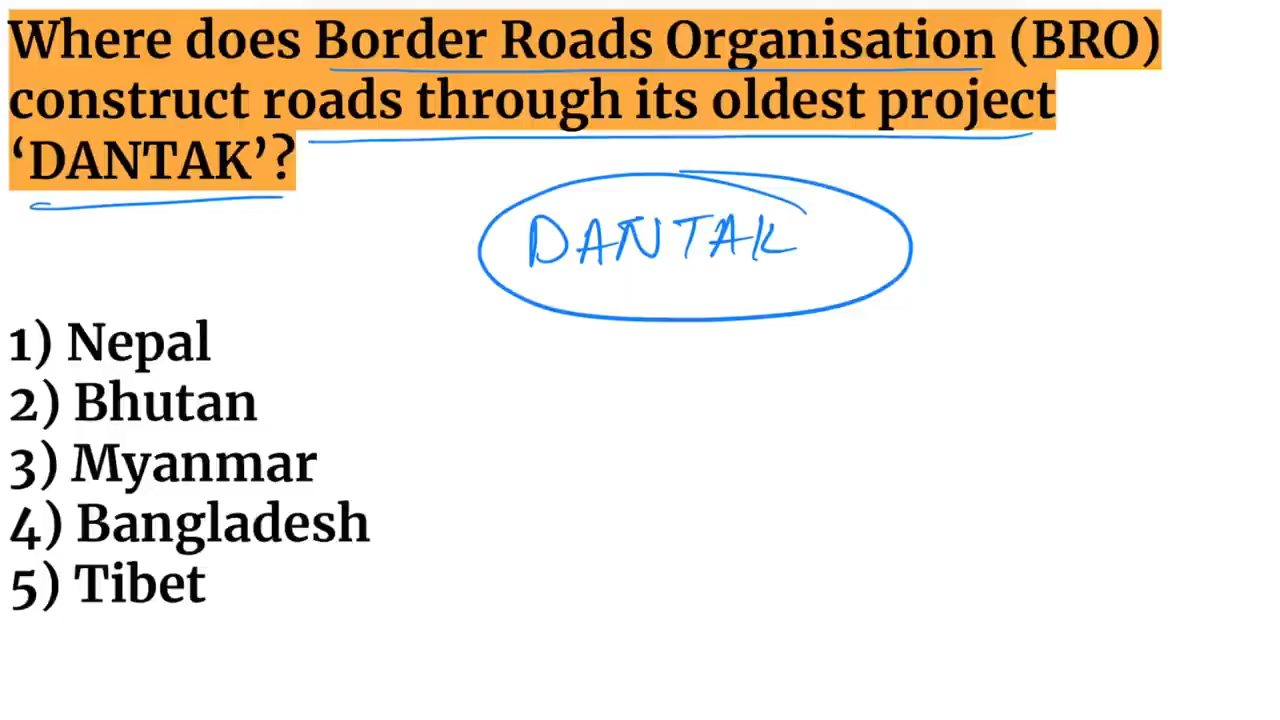 Where does Border Roads Organisation (BRO)
construct roads through its oldest project
‘DANTAK’?
DANTAK
1) Nepal
2) Bhutan
3) Myanmar
4) Bangladesh
5) Tibet